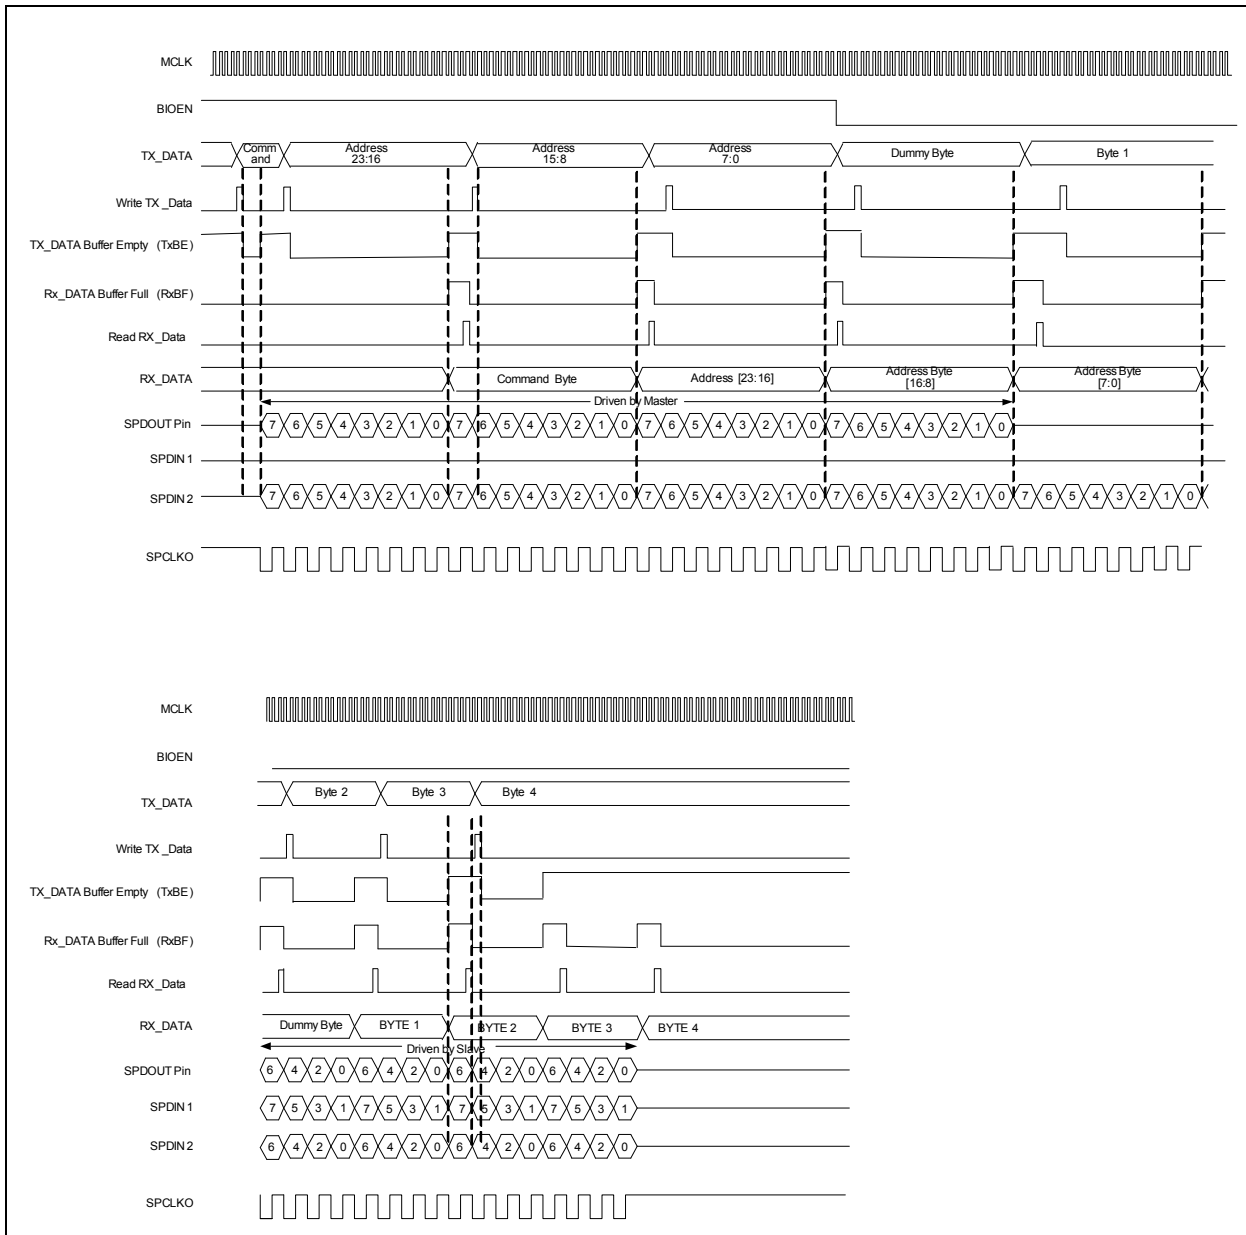 MCLK
BIOEN
TX_DATA
Comm
and
Address
23:16
Address
15:8
Address
7:0
Dummy Byte
Byte 1
Write TX _Data
TX_DATA Buffer Empty (TxBE)
Rx_DATA Buffer Full (RxBF)
Read RX _Data
RX_DATA
Command Byte
Address [23:16]
Address Byte
[16:8]
Address Byte
[7:0]
Driven by Master
SPDOUT Pin
7 6 5 4 3 2 1 0 7 6 5 4 3 2 1 0 7 6 5 4 3 2 1 0 7 6 5 4 3 2 1 0
SPDIN 1
SPDIN 2
7 6 5 4 3 2 1 0 7 6 5 4 3 2 1 0 7 6 5 4 3 2 1 0 7 6 5 4 3 2 1 0 7 6 5 4 3 2 1 0
SPCLKO
MCLK
BIOEN
TX_DATA
Byte 2
Byte 3
Byte 4
Write TX _Data
TX_DATA Buffer Empty (TxBE)
Rx_DATA Buffer Full (RxBF)
Read RX _Data
RX_DATA
Dummy Byte
BYTE 1
BYTE 2
BYTE 3
BYTE 4
Driven by Slave
SPDOUT Pin
6 4 2 0 6 4 2 0 6 4 2 0 6 4 2 0
SPDIN 1
7 5 3 1 7 5 3 1 7 5 3 1 7 5 3 1
SPDIN 2
6 4 2 0 6 4 2 0 6 4 2 0 6 4 2 0
SPCLKO